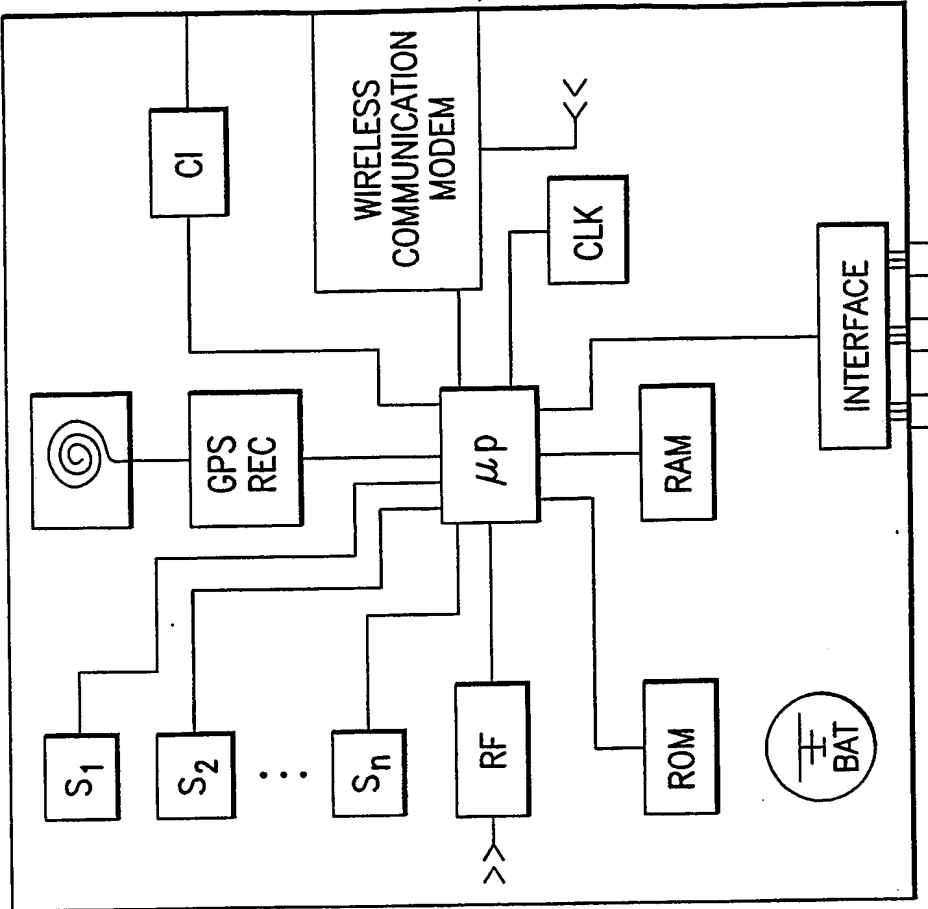 S1
S2
...
Sn
RF
ROM
BAT
GPS
REC
μp
RAM
CI
WIRELESS
COMMUNICATION
MODEM
CLK
INTERFACE